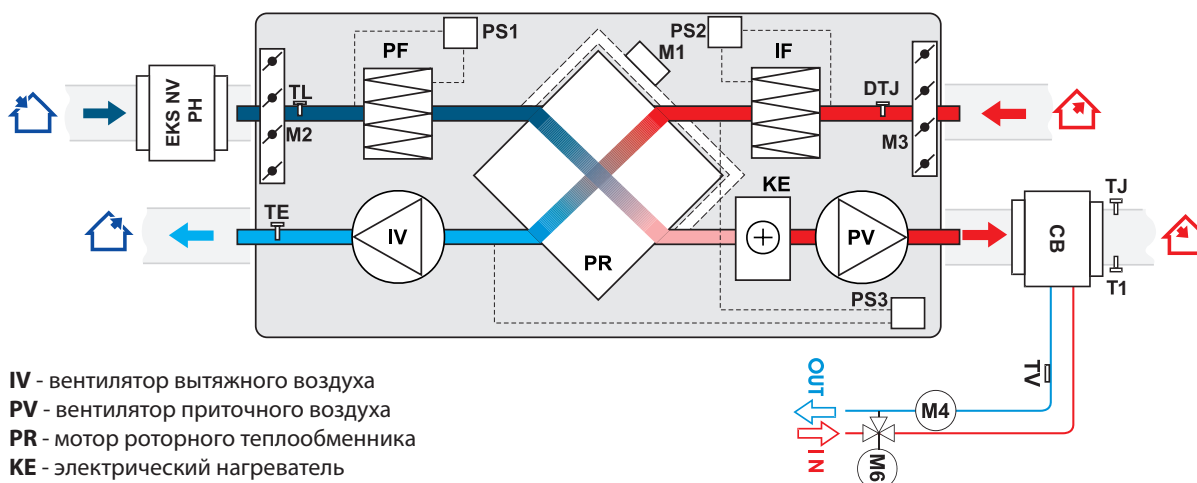 PS1
PS2
PF
M1
IF
EKS NV
PH
TL
DTJ
M2
M3
KE
TJ
TE
IV
PR
PV
CB
PS3
T1
TV
OUT
M4
IN
M6
IV - вентилятор вытяжного воздуха
PV - вентилятор приточного воздуха
PR - мотор роторного теплообменника
KE - электрический нагреватель